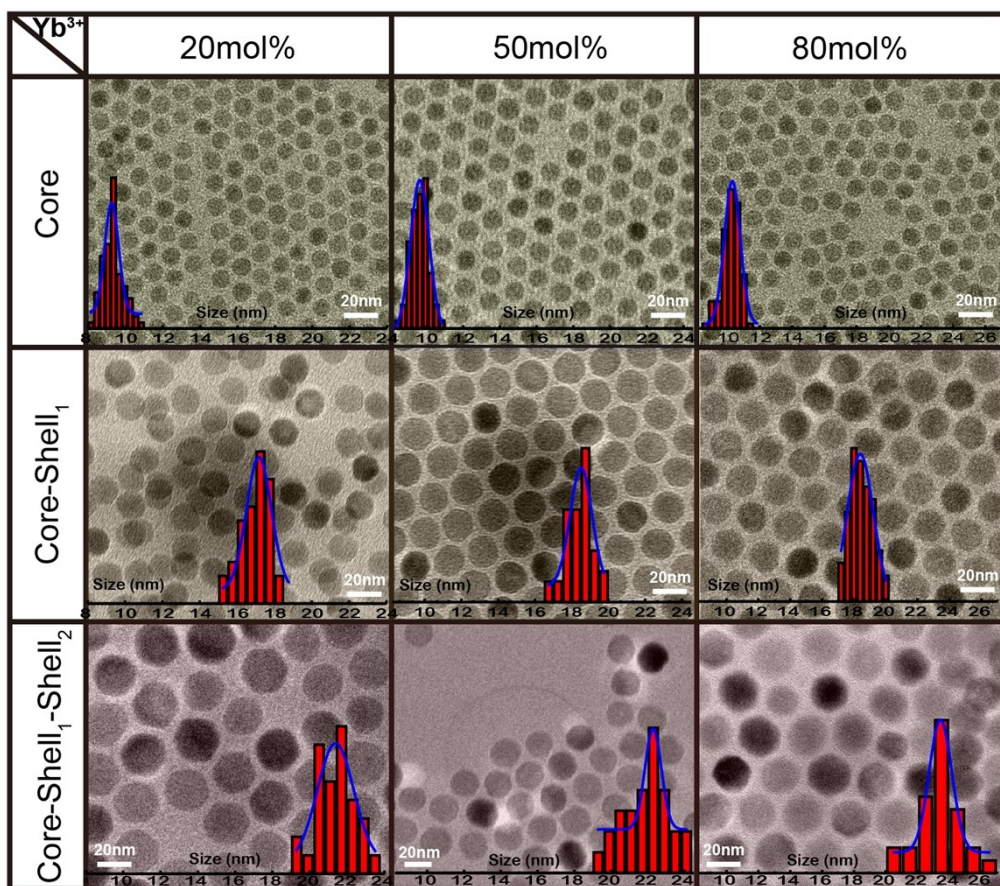 Yb³⁺
20mol%
50mol%
80mol%
Core
Size (nm)
20nm
8 10 12 14 16 18 20 22 24
Size (nm)
20nm
10 12 14 16 18 20 22 24
Size (nm)
20nm
10 12 14 16 18 20 22 24 26
Core-Shell₁
Size (nm)
20nm
8 10 12 14 16 18 20 22 24
Size (nm)
20nm
10 12 14 16 18 20 22 24
Size (nm)
20nm
10 12 14 16 18 20 22 24 26
Core-Shell₁-Shell₂
20nm
Size (nm)
10 12 14 16 18 20 22 24
20nm
Size (nm)
10 12 14 16 18 20 22 24
20nm
Size (nm)
10 12 14 16 18 20 22 24 26